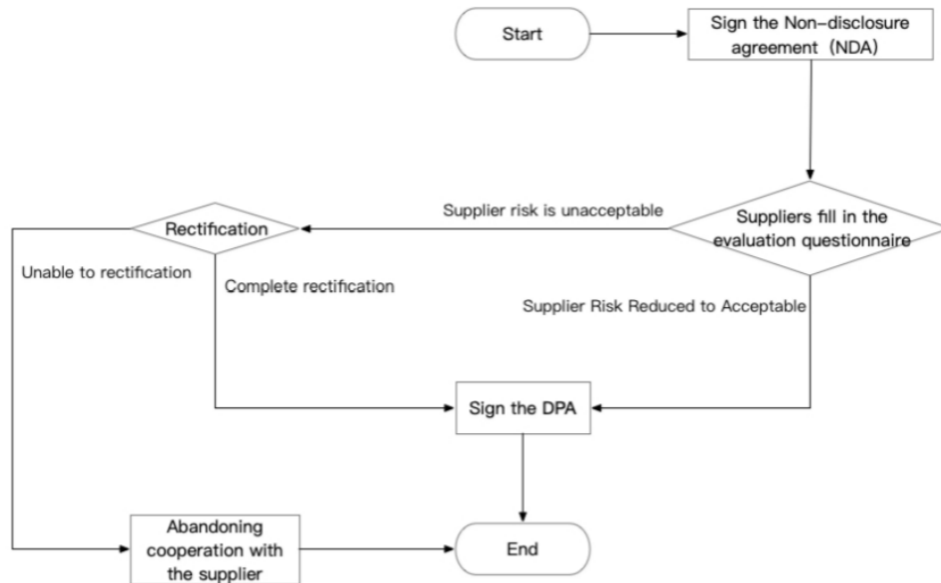 Start
Sign the Non-disclosure
agreement (NDA)
Supplier risk is unacceptable
Suppliers fill in the
evaluation questionnaire
Rectification
Unable to rectification
Complete rectification
Supplier Risk Reduced to Acceptable
Sign the DPA
Abandoning
cooperation with
the supplier
End